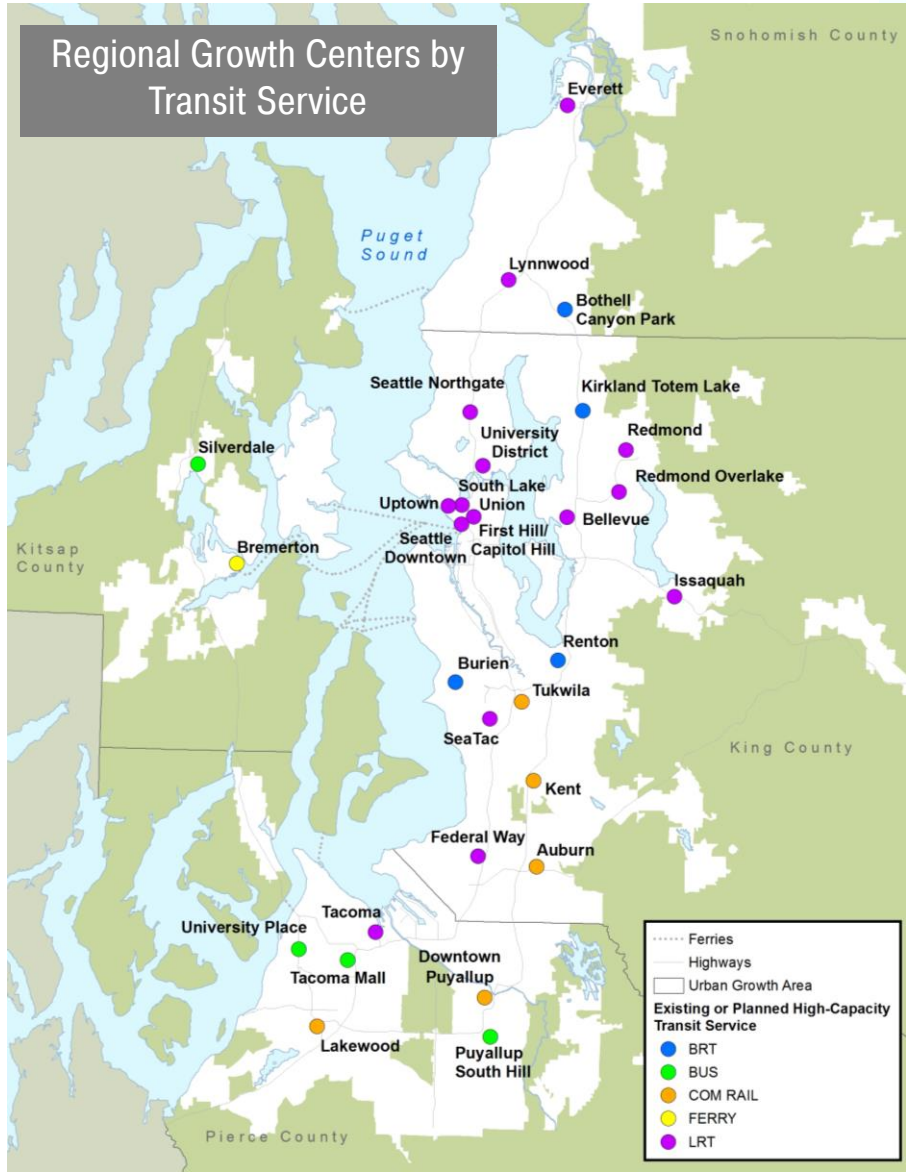 Regional Growth Centers by
Transit Service
Snohomish County
Everett
Puget
Sound
Lynnwood
Bothell
Canyon Park
Seattle Northgate
Kirkland Totem Lake
University
District
Redmond
Silverdale
Redmond Overlake
South Lake
Union
Uptown
Bellevue
First Hill/
Capitol Hill
Seattle
Downtown
Kitsap
County
Bremerton
Issaquah
Renton
Burien
Tukwila
SeaTac
King County
Kent
Federal Way
Auburn
Tacoma
University Place
Tacoma Mall
Downtown
Puyallup
Lakewood
Puyallup
South Hill
Pierce County
Ferries
Highways
Urban Growth Area
Existing or Planned High-Capacity
Transit Service
BRT
BUS
COM RAIL
FERRY
LRT